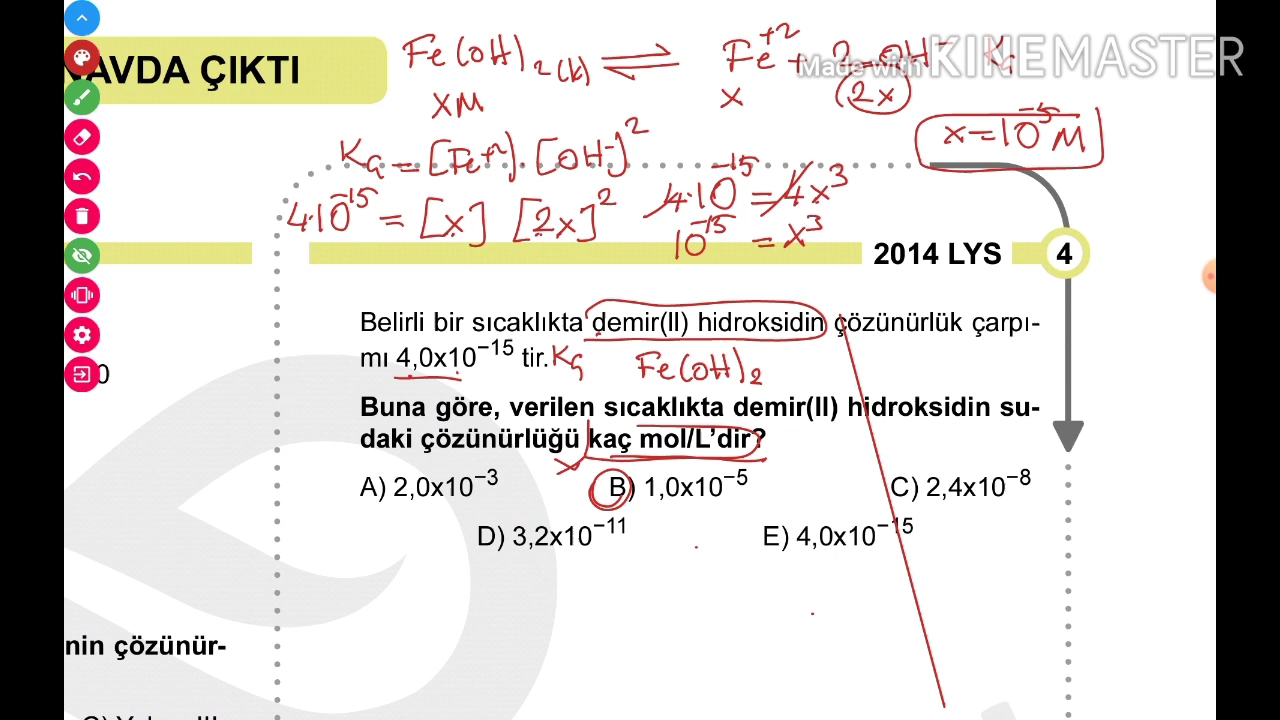 NAVDA ÇIKTI
Fe(OH)2(k) ⇌ Fe+2 + 2OH- Kç
Made with KINEMASTER
XM x 2x
x=10-5 M
Kç = [Fe+2]·[OH-]2
4·10-15 = [x] [2x]2
4·10-15 = 4x3
10-15 = x3
2014 LYS 4
Belirli bir sıcaklıkta demir(II) hidroksidin çözünürlük çarpı-
mı 4,0x10−15 tir. Kç Fe(OH)2
Buna göre, verilen sıcaklıkta demir(II) hidroksidin su-
daki çözünürlüğü kaç mol/L’dir?
x
A) 2,0x10−3 B) 1,0x10−5 C) 2,4x10−8
D) 3,2x10−11 E) 4,0x10−15
0
nin çözünür-